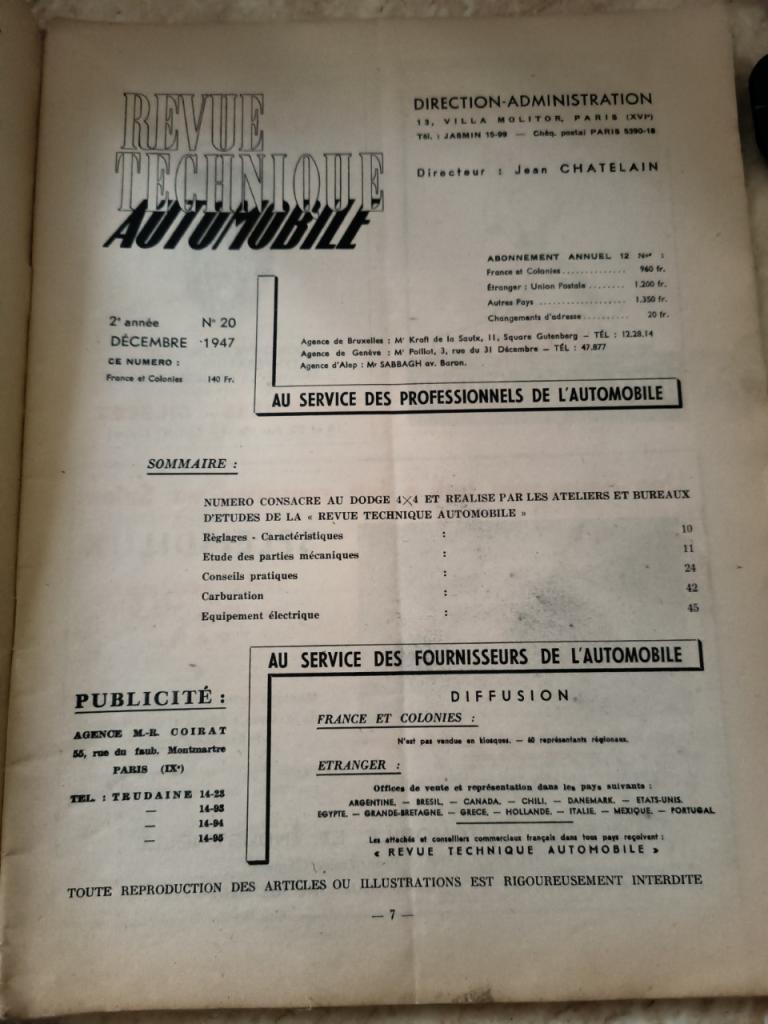 REVUE
TECHNIQUE
AUTOMOBILE
DIRECTION-ADMINISTRATION
13, VILLA MOLITOR, PARIS (XVIe)
Tél. : JASMIN 15-99 — Chèq. postal PARIS 5390-18
Directeur : Jean CHATELAIN
ABONNEMENT ANNUEL 12 Nos :
France et Colonies............. 960 fr.
Étranger : Union Postale ........ 1.200 fr.
Autres Pays .................. 1.350 fr.
Changements d'adresse.......... 20 fr.
2e année No 20
DÉCEMBRE 1947
CE NUMERO :
France et Colonies 140 Fr.
Agence de Bruxelles : Mr Kraft de la Saulx, 11, Square Gutenberg — TÉL : 12.28.14
Agence de Genève : Mr Poillot, 3, rue du 31 Décembre — TÉL : 47.877
Agence d'Alep : Mr SABBAGH av. Baron.
AU SERVICE DES PROFESSIONNELS DE L'AUTOMOBILE
SOMMAIRE :
NUMERO CONSACRE AU DODGE 4×4 ET REALISE PAR LES ATELIERS ET BUREAUX
D'ETUDES DE LA « REVUE TECHNIQUE AUTOMOBILE »
Règlages - Caractéristiques : 10
Etude des parties mécaniques : 11
Conseils pratiques : 24
Carburation : 42
Equipement électrique : 45
AU SERVICE DES FOURNISSEURS DE L'AUTOMOBILE
PUBLICITÉ :
AGENCE M.-R. COIRAT
55, rue du faub. Montmartre
PARIS (IXe)
TEL. : TRUDAINE 14-23
— 14-93
— 14-94
— 14-95
DIFFUSION
FRANCE ET COLONIES :
N'est pas vendue en kiosques. — 60 représentants régionaux.
ETRANGER :
Offices de vente et représentation dans les pays suivants :
ARGENTINE. — BRESIL. — CANADA. — CHILI. — DANEMARK. — ETATS-UNIS.
EGYPTE. — GRANDE-BRETAGNE. — GRECE. — HOLLANDE. — ITALIE. — MEXIQUE. — PORTUGAL
Les attachés et conseillers commerciaux français dans tous pays reçoivent :
« REVUE TECHNIQUE AUTOMOBILE »
TOUTE REPRODUCTION DES ARTICLES OU ILLUSTRATIONS EST RIGOUREUSEMENT INTERDITE
— 7 —